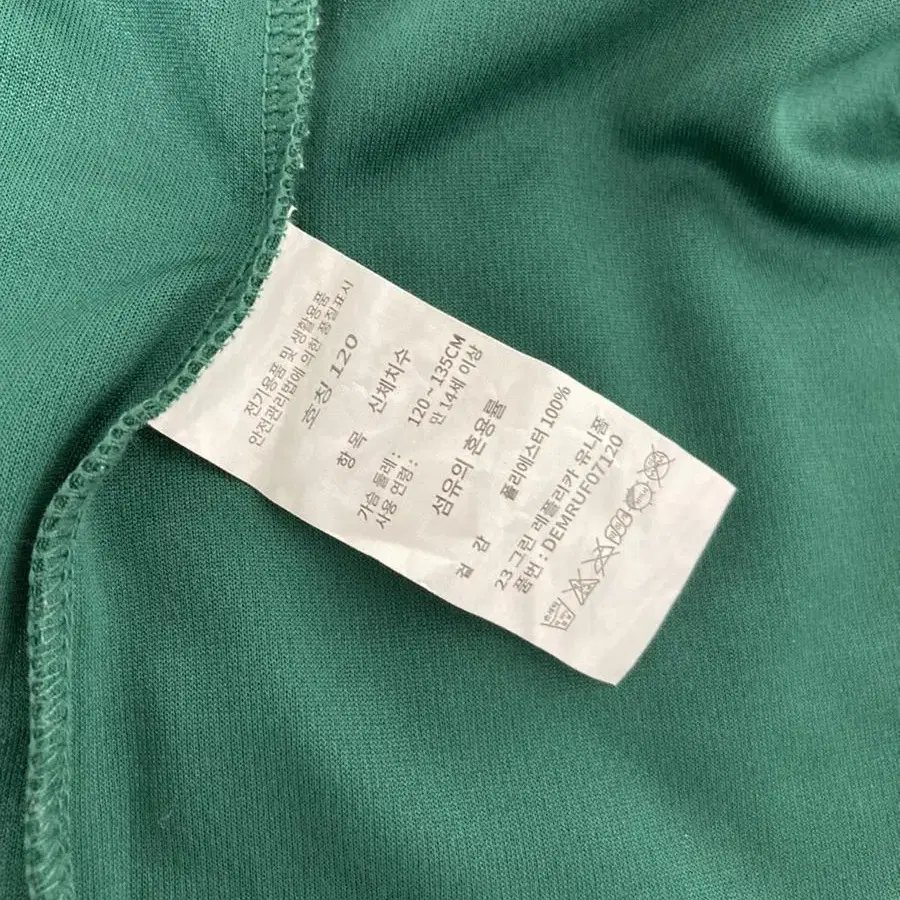 전기용품 및 생활용품
안전관리법에 의한 품질표시
호칭 120
항목 신체치수
가슴 둘레 : 120 ~ 135CM
사용 연령 : 만 14세 이상
섬유의 혼용률
겉 감 폴리에스터 100%
23 그린 레플리카 유니폼
품번 : DEMRUF07120